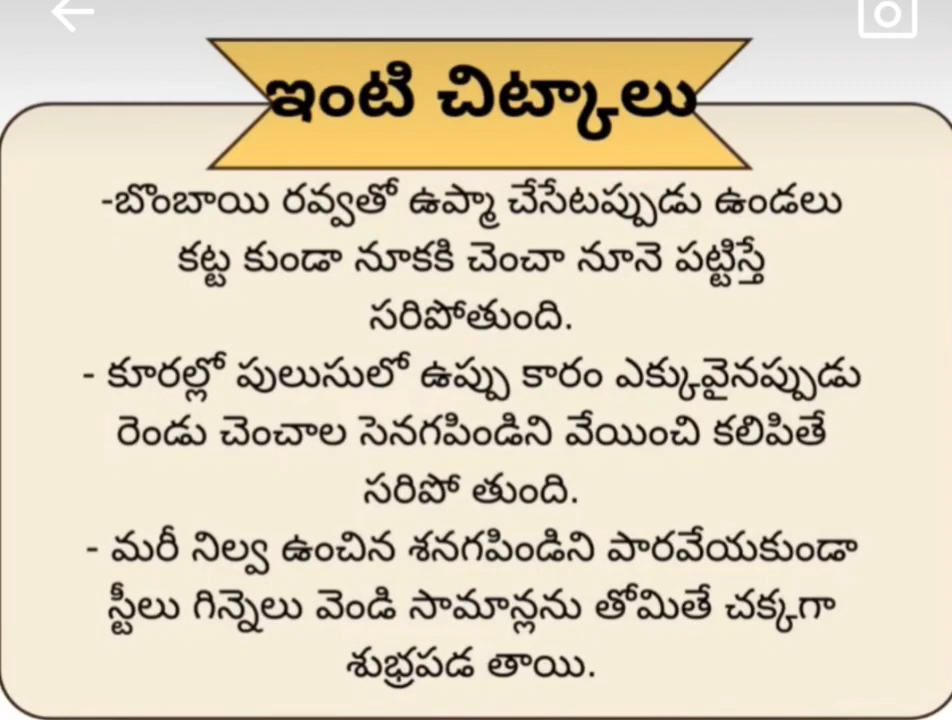 ఇంటి చిట్కాలు
-బొంబాయి రవ్వతో ఉప్మా చేసేటప్పుడు ఉండలు
కట్ట కుండా నూకకి చెంచా నూనె పట్టిస్తే
సరిపోతుంది.
- కూరల్లో పులుసులో ఉప్పు కారం ఎక్కువైనప్పుడు
రెండు చెంచాల సెనగపిండిని వేయించి కలిపితే
సరిపో తుంది.
- మరీ నిల్వ ఉంచిన శనగపిండిని పారవేయకుండా
స్టీలు గిన్నెలు వెండి సామాన్లను తోమితే చక్కగా
శుభ్రపడ తాయి.